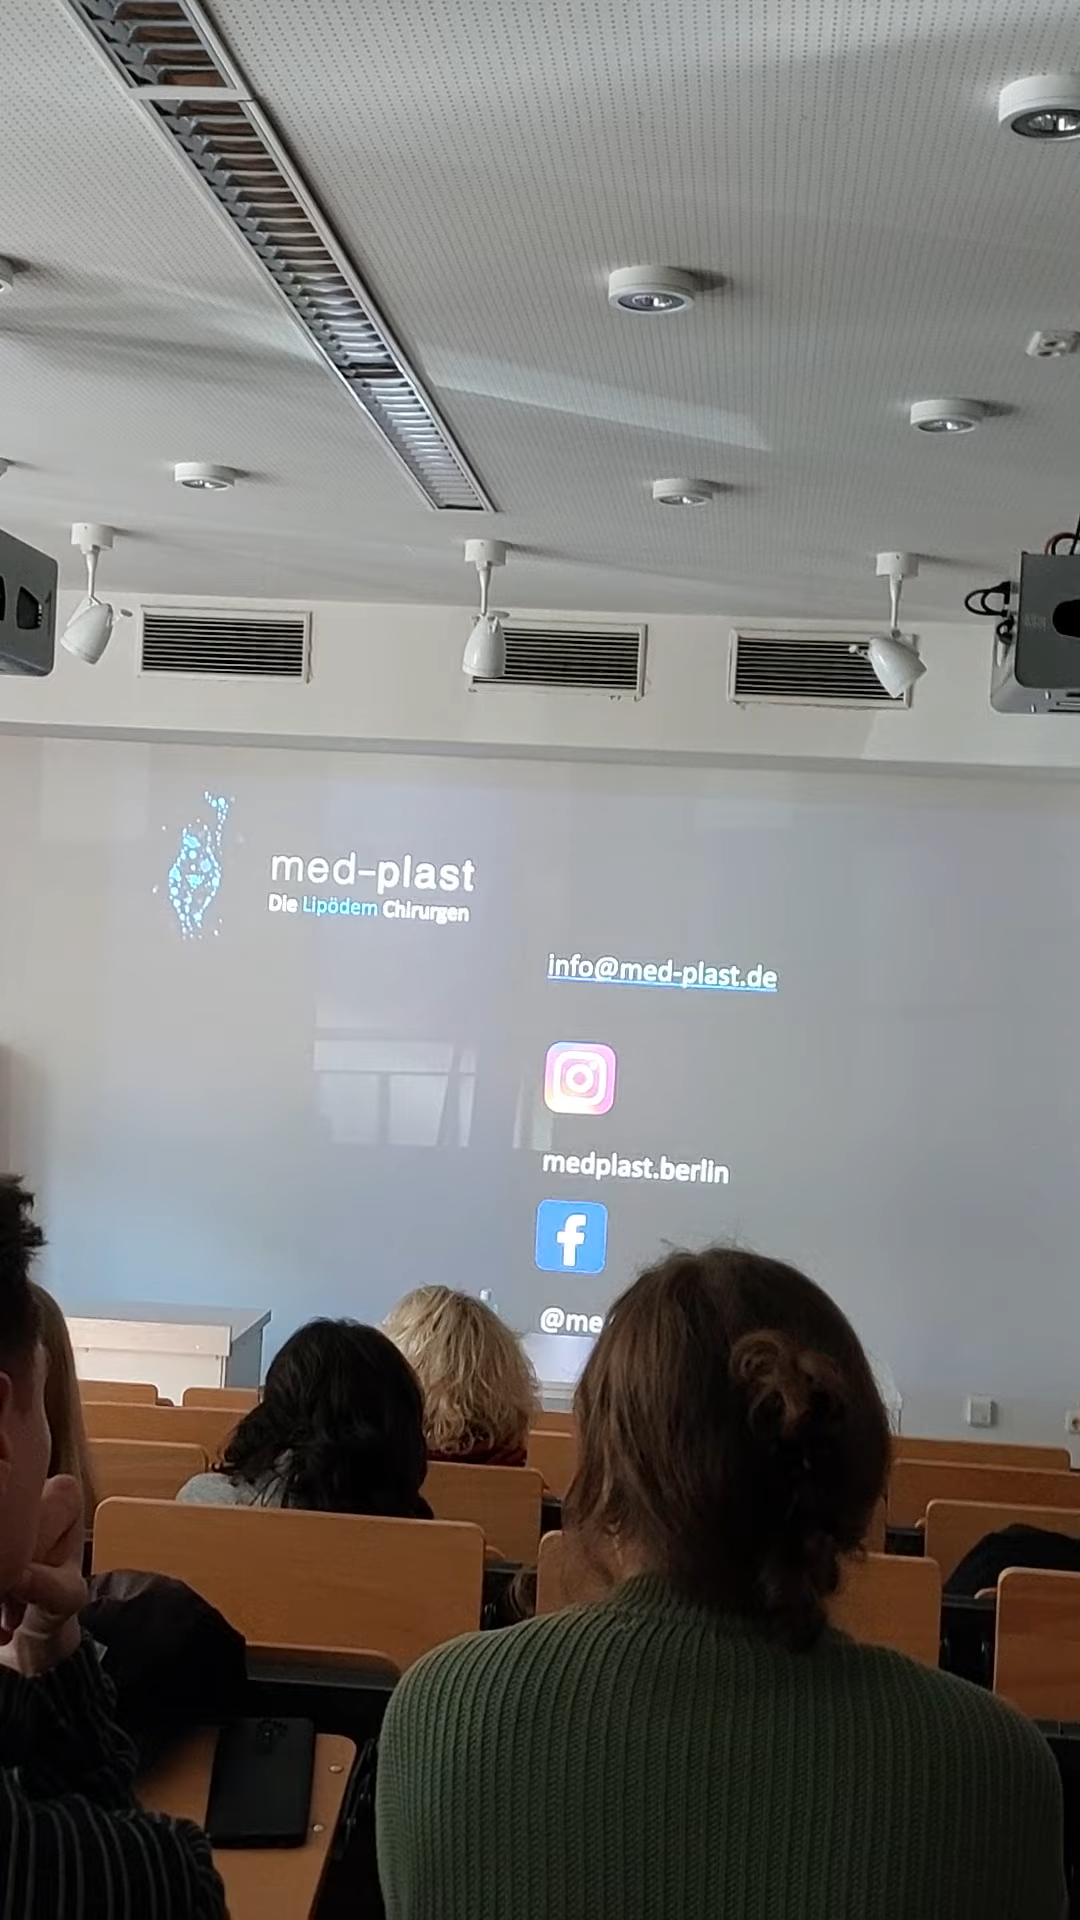 med-plast
Die Lipödem Chirurgen
info@med-plast.de
medplast.berlin
@me